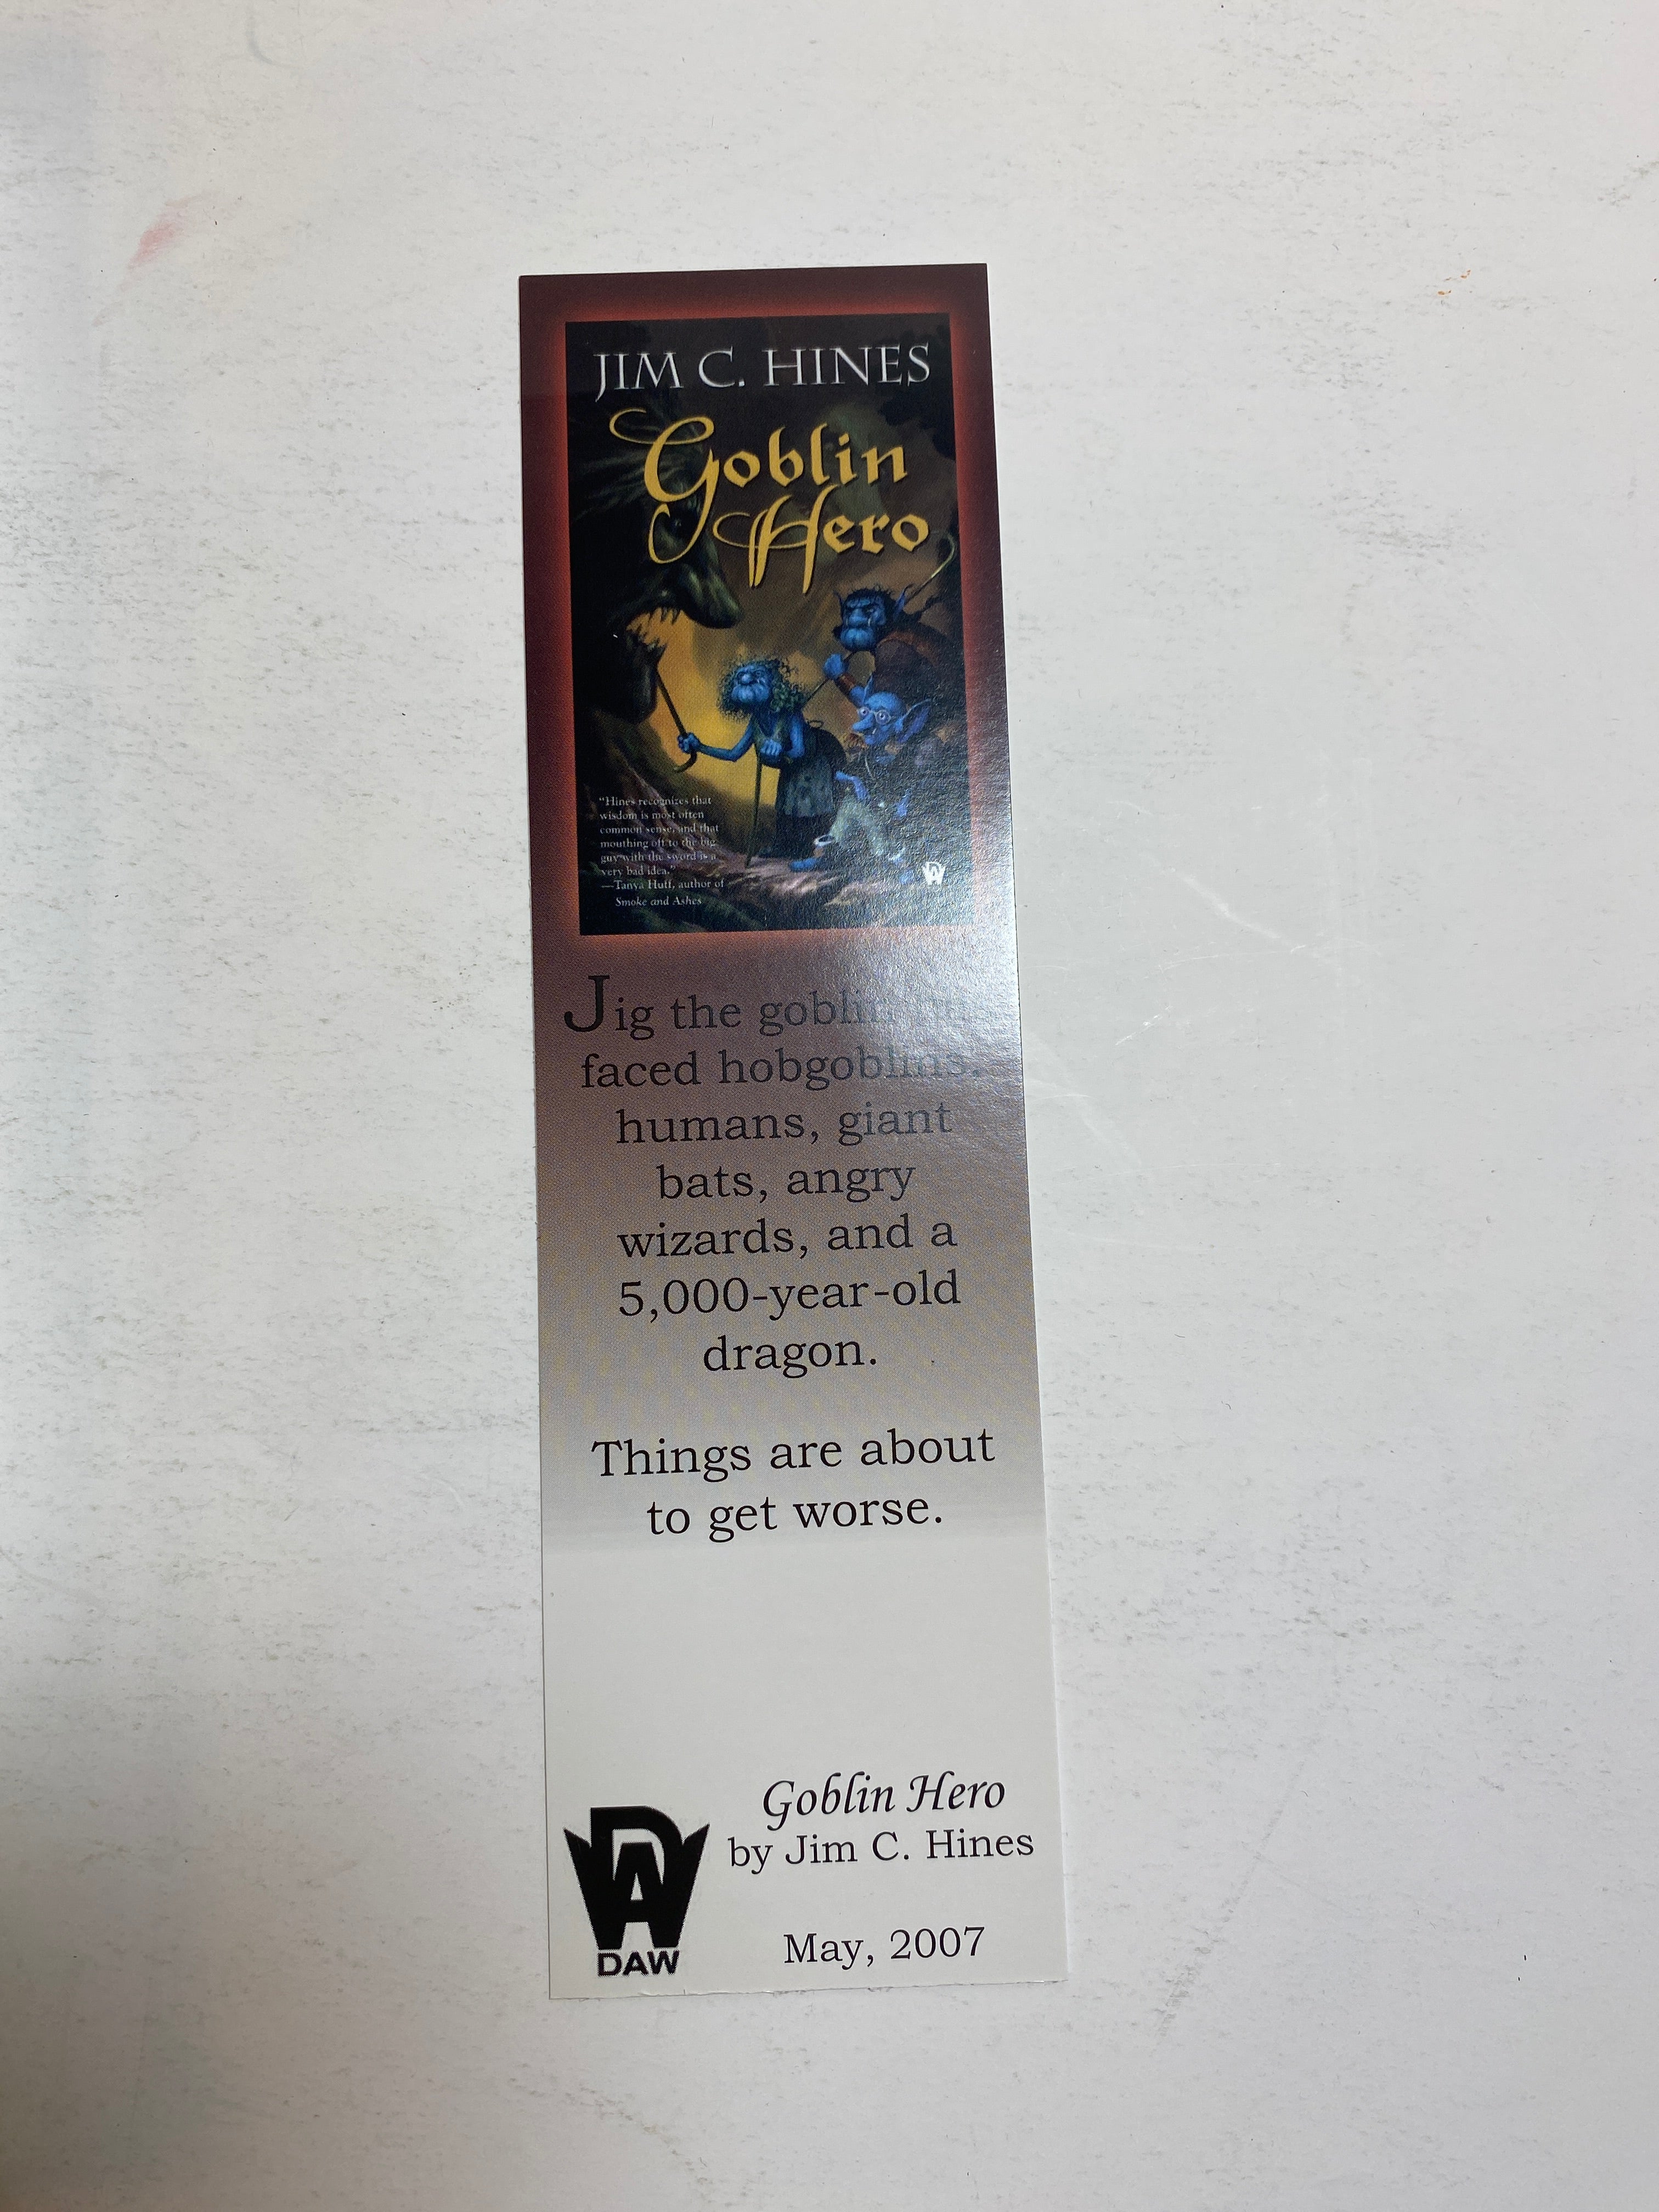 JIM C. HINES
Goblin
Hero
"Hines recognizes that
wisdom is most often
common sense, and that
mouthing off to the big
guy with the sword is a
very bad idea."
—Tanya Huff, author of
Smoke and Ashes
Jig the goblin
faced hobgoblins,
humans, giant
bats, angry
wizards, and a
5,000-year-old
dragon.
Things are about
to get worse.
Goblin Hero
by Jim C. Hines
DAW
May, 2007